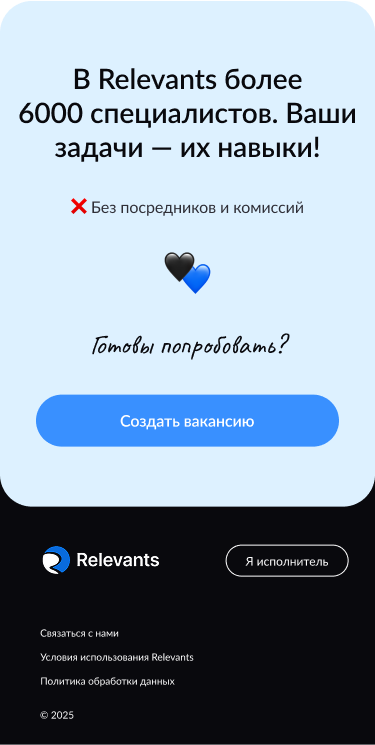 В Relevants более
6000 специалистов. Ваши
задачи — их навыки!
Без посредников и комиссий
Готовы попробовать?
Создать вакансию
Relevants
Я исполнитель
Связаться с нами
Условия использования Relevants
Политика обработки данных
© 2025